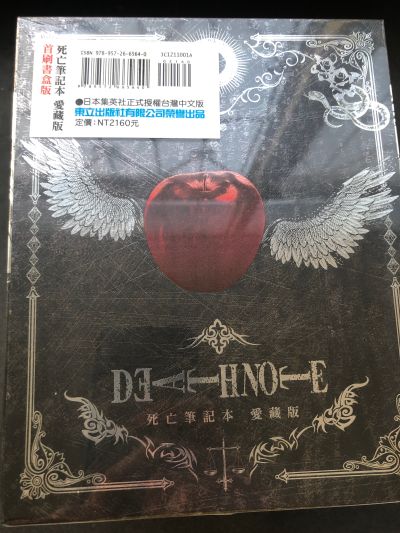 ISBN 978-957-26-6564-0
3CI211001A
死亡筆記本 愛藏版
首刷書盒版
●日本集英社正式授權台灣中文版
東立出版社有限公司榮譽出品
定價：NT2160元
DEATH NOTE
死亡筆記本 愛藏版